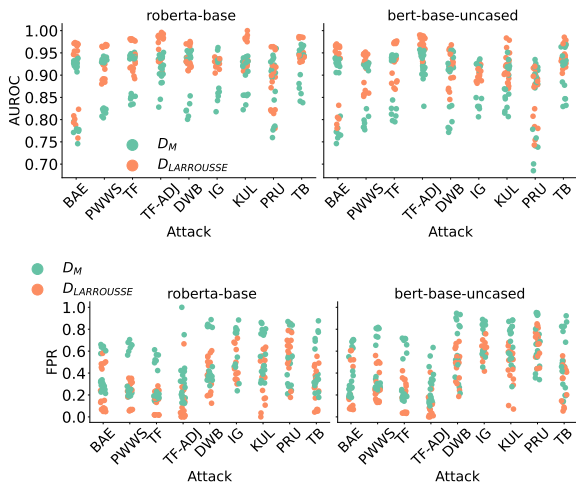 roberta-base
bert-base-uncased
AUROC
1.00
0.95
0.90
0.85
0.80
0.75
0.70
D_M
D_LARROUSSE
BAE
PWWS
TF
TF-ADJ
DWB
IG
KUL
PRU
TB
BAE
PWWS
TF
TF-ADJ
DWB
IG
KUL
PRU
TB
Attack
Attack
D_M
D_LARROUSSE
roberta-base
bert-base-uncased
FPR
1.0
0.8
0.6
0.4
0.2
0.0
BAE
PWWS
TF
TF-ADJ
DWB
IG
KUL
PRU
TB
BAE
PWWS
TF
TF-ADJ
DWB
IG
KUL
PRU
TB
Attack
Attack